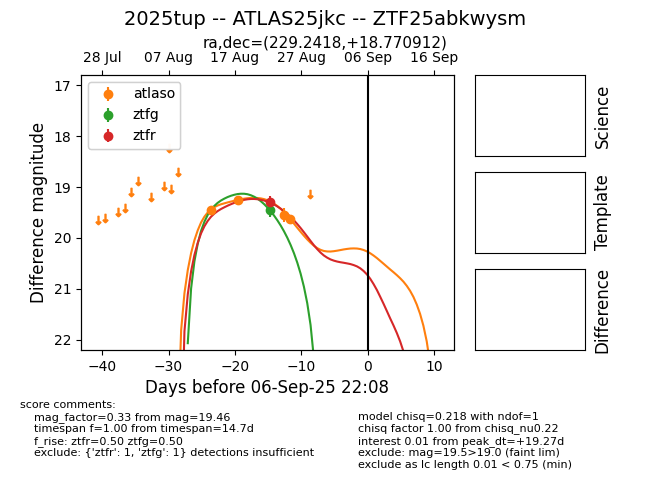 2025tup -- ATLAS25jkc -- ZTF25abkwysm
ra,dec=(229.2418,+18.770912)
28 Jul 07 Aug 17 Aug 27 Aug 06 Sep 16 Sep
atlaso
ztfg
ztfr
17
18
19
20
21
22
Difference magnitude
−40 −30 −20 −10 0 10
Days before 06-Sep-25 22:08
Science
Template
Difference
score comments:
mag_factor=0.33 from mag=19.46
timespan f=1.00 from timespan=14.7d
f_rise: ztfr=0.50 ztfg=0.50
exclude: {'ztfr': 1, 'ztfg': 1} detections insufficient
model chisq=0.218 with ndof=1
chisq factor 1.00 from chisq_nu0.22
interest 0.01 from peak_dt=+19.27d
exclude: mag=19.5>19.0 (faint lim)
exclude as lc length 0.01 < 0.75 (min)